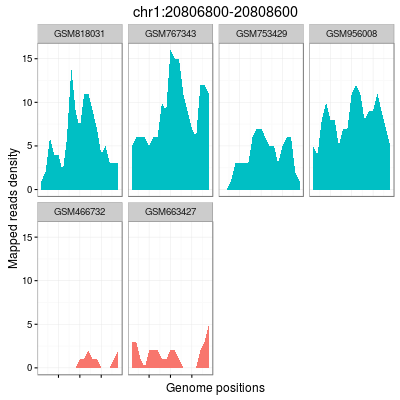 chr1:20806800-20808600
GSM818031 GSM767343 GSM753429 GSM956008
15
10
5
0
GSM466732 GSM663427
15
10
5
0
Mapped reads density
Genome positions